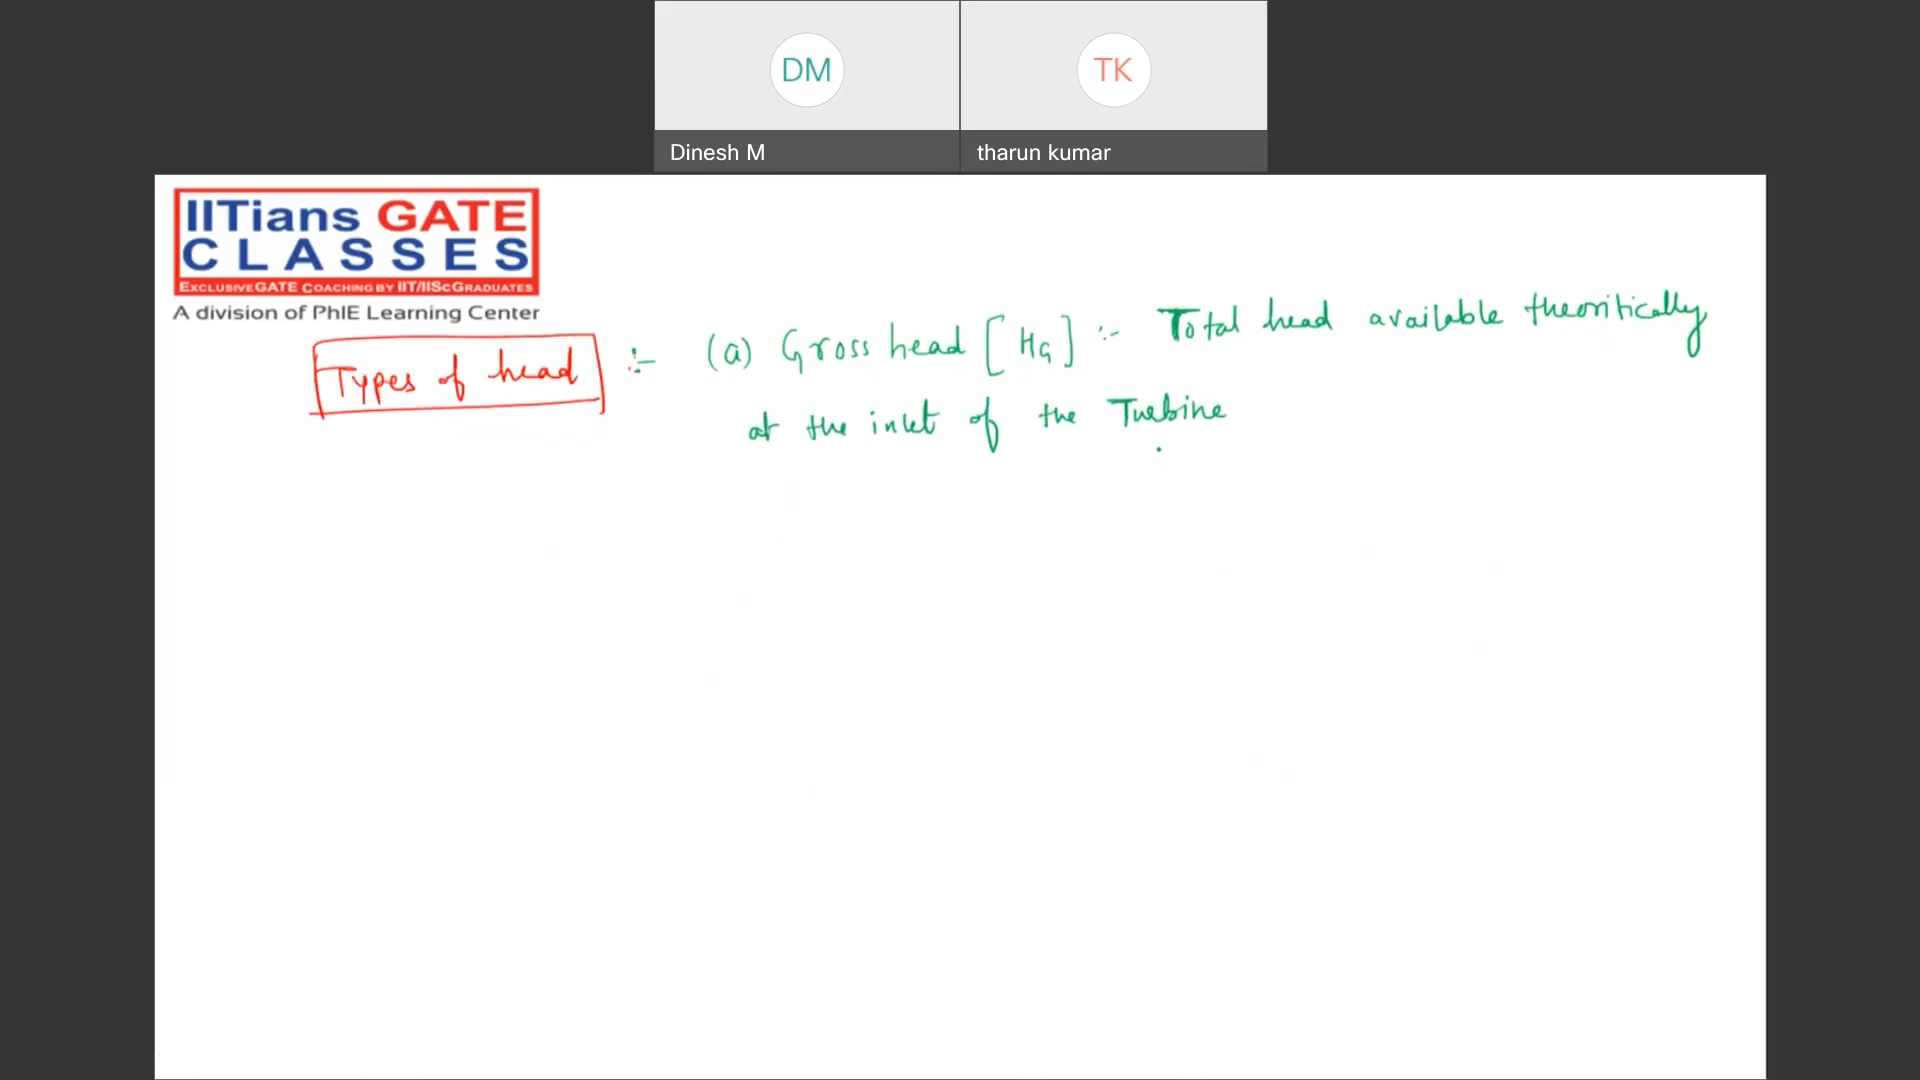 DM
TK
Dinesh M
tharun kumar
IITians GATE
CLASSES
EXCLUSIVE GATE COACHING BY IIT/IISc GRADUATES
A division of PhIE Learning Center
Types of head :- (a) Gross head [HG] :- Total head available theoritically
at the inlet of the Turbine